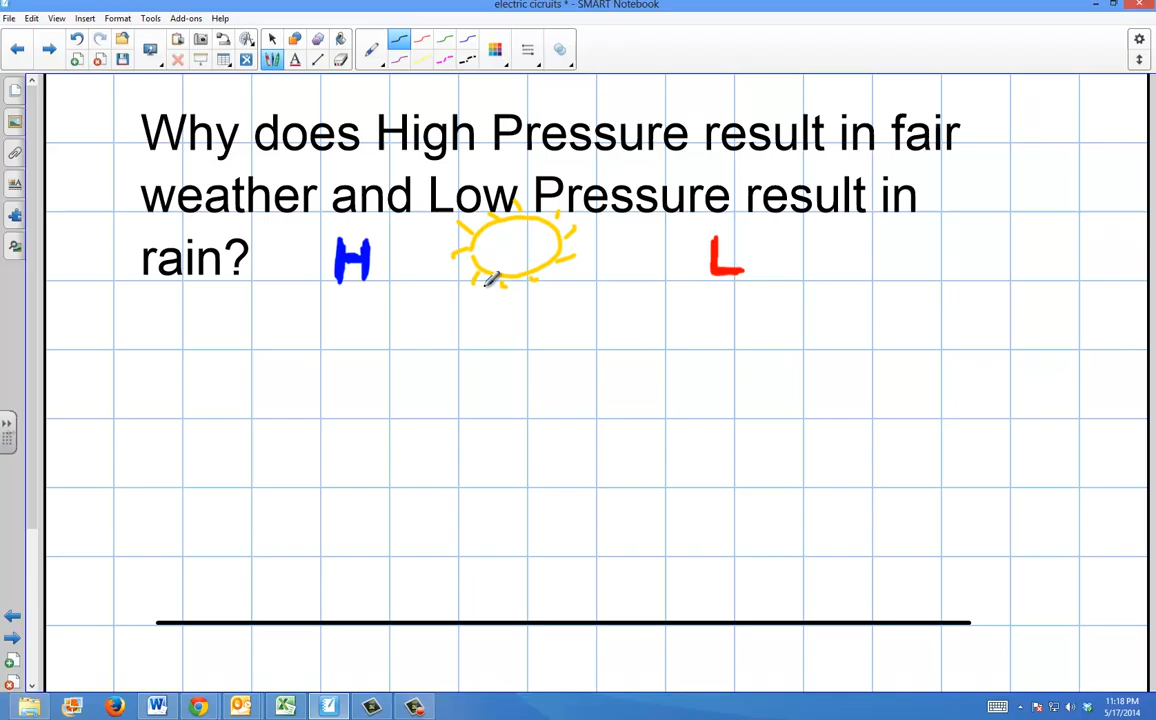 electric cicruits * - SMART Notebook
File Edit View Insert Format Tools Add-ons Help
Why does High Pressure result in fair
weather and Low Pressure result in
rain?
H L
11:18 PM
5/17/2014